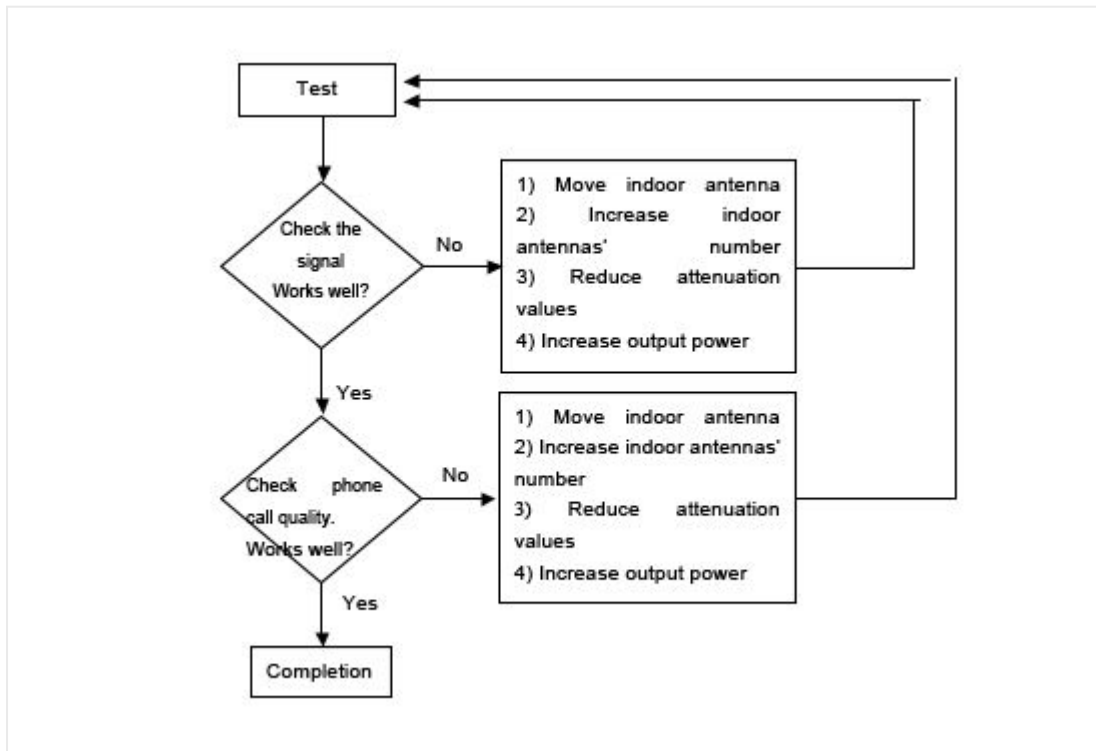 Test
Check the
signal
Works well?
No
1) Move indoor antenna
2) Increase indoor
antennas' number
3) Reduce attenuation
values
4) Increase output power
Yes
Check phone
call quality.
Works well?
No
1) Move indoor antenna
2) Increase indoor antennas'
number
3) Reduce attenuation
values
4) Increase output power
Yes
Completion